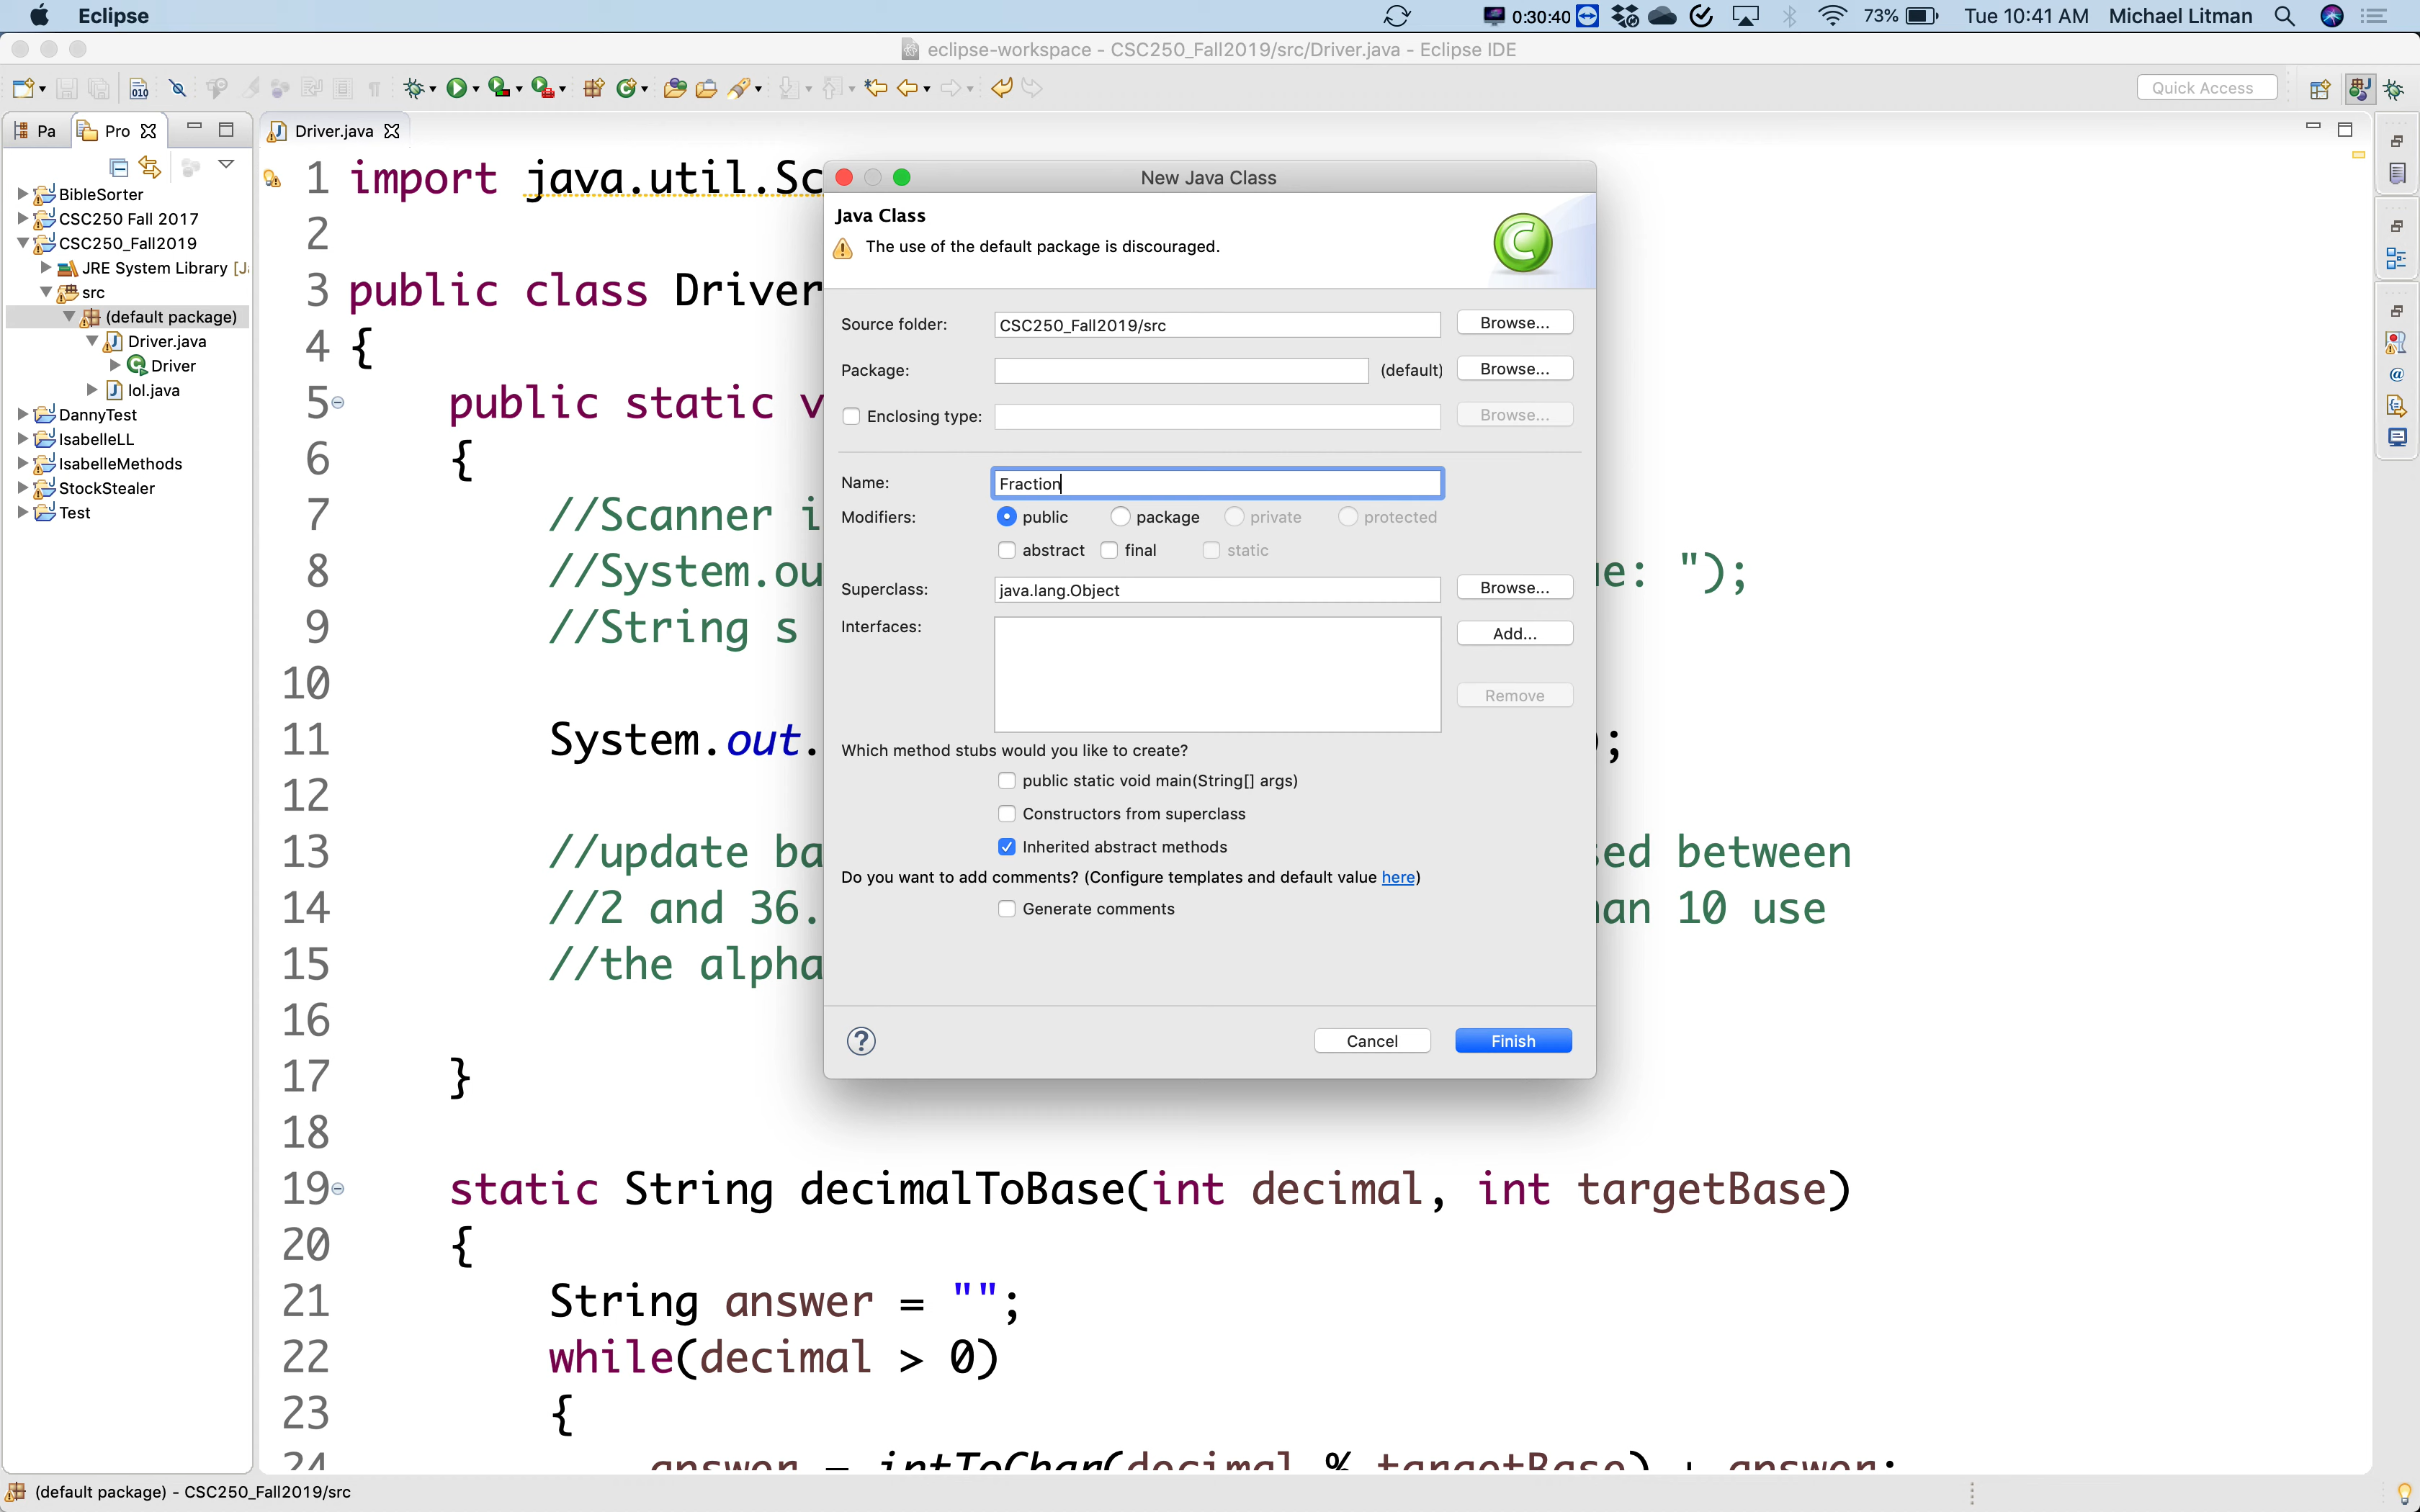 Eclipse
0:30:40
73%
Tue 10:41 AM
Michael Litman
eclipse-workspace - CSC250_Fall2019/src/Driver.java - Eclipse IDE
Quick Access
Pa
Pro
BibleSorter
CSC250 Fall 2017
CSC250_Fall2019
JRE System Library
src
(default package)
Driver.java
Driver
lol.java
DannyTest
IsabelleLL
IsabelleMethods
StockStealer
Test
Driver.java
1 import java.util.Sc
2
3 public class Driver
4 {
5 public static v
6 {
7 //Scanner i
8 //System.ou e: ");
9 //String s
10
11 System.out. );
12
13 //update ba ed between
14 //2 and 36. an 10 use
15 //the alpha
16
17 }
18
19 static String decimalToBase(int decimal, int targetBase)
20 {
21 String answer = "";
22 while(decimal > 0)
23 {
24 answer = intToChar(decimal % targetBase) + answer;
New Java Class
Java Class
The use of the default package is discouraged.
Source folder: CSC250_Fall2019/src Browse...
Package: (default) Browse...
Enclosing type: Browse...
Name: Fraction
Modifiers: public package private protected
abstract final static
Superclass: java.lang.Object Browse...
Interfaces: Add...
Remove
Which method stubs would you like to create?
public static void main(String[] args)
Constructors from superclass
Inherited abstract methods
Do you want to add comments? (Configure templates and default value here)
Generate comments
Cancel Finish
(default package) - CSC250_Fall2019/src